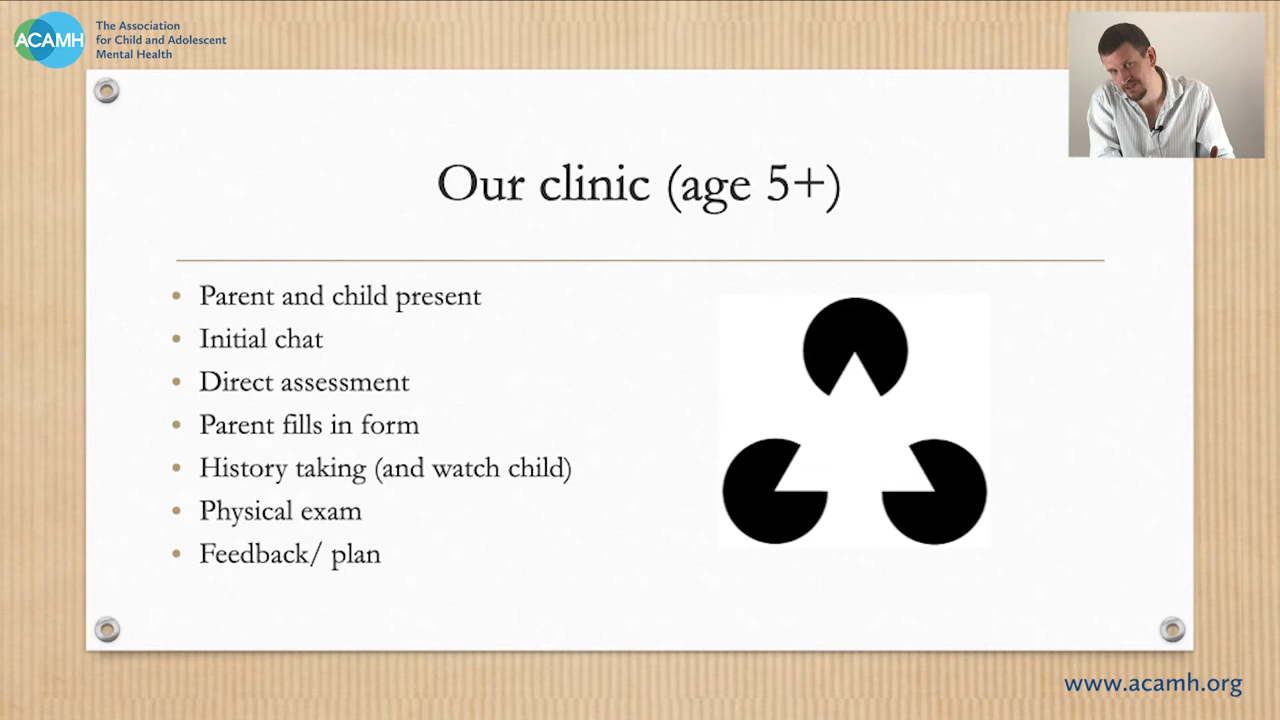 ACAMH
The Association
for Child and Adolescent
Mental Health
Our clinic (age 5+)
• Parent and child present
• Initial chat
• Direct assessment
• Parent fills in form
• History taking (and watch child)
• Physical exam
• Feedback/ plan
www.acamh.org